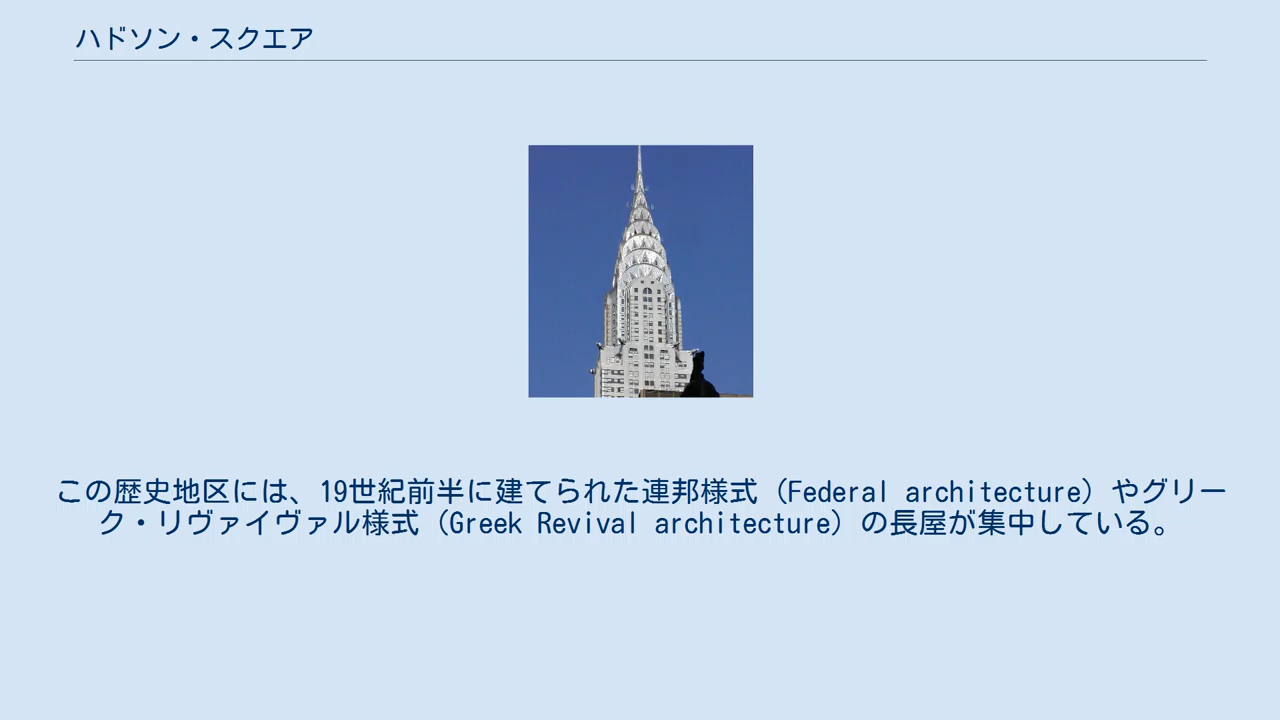 ハドソン・スクエア
この歴史地区には、19世紀前半に建てられた連邦様式（Federal architecture）やグリー
ク・リヴァイヴァル様式（Greek Revival architecture）の長屋が集中している。